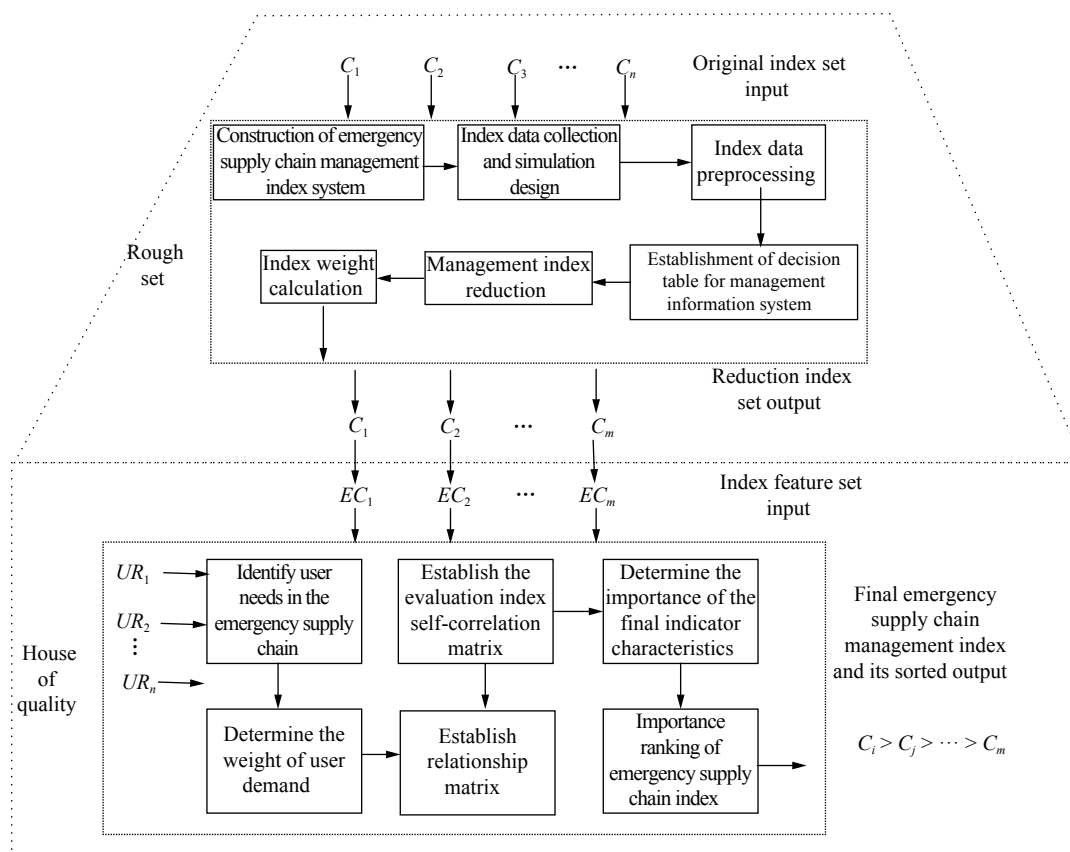 C1 C2 C3 ··· Cn
Original index set
input
Construction of emergency
supply chain management
index system
Index data collection
and simulation
design
Index data
preprocessing
Rough
set
Index weight
calculation
Management index
reduction
Establishment of decision
table for management
information system
Reduction index
set output
C1 C2 ··· Cm
Index feature set
input
EC1 EC2 ··· ECm
House
of
quality
UR1
UR2
⋮
URn
Identify user
needs in the
emergency supply
chain
Establish the
evaluation index
self-correlation
matrix
Determine the
importance of the
final indicator
characteristics
Determine the
weight of user
demand
Establish
relationship
matrix
Importance
ranking of
emergency supply
chain index
Final emergency
supply chain
management index
and its sorted output
Ci > Cj > ··· > Cm